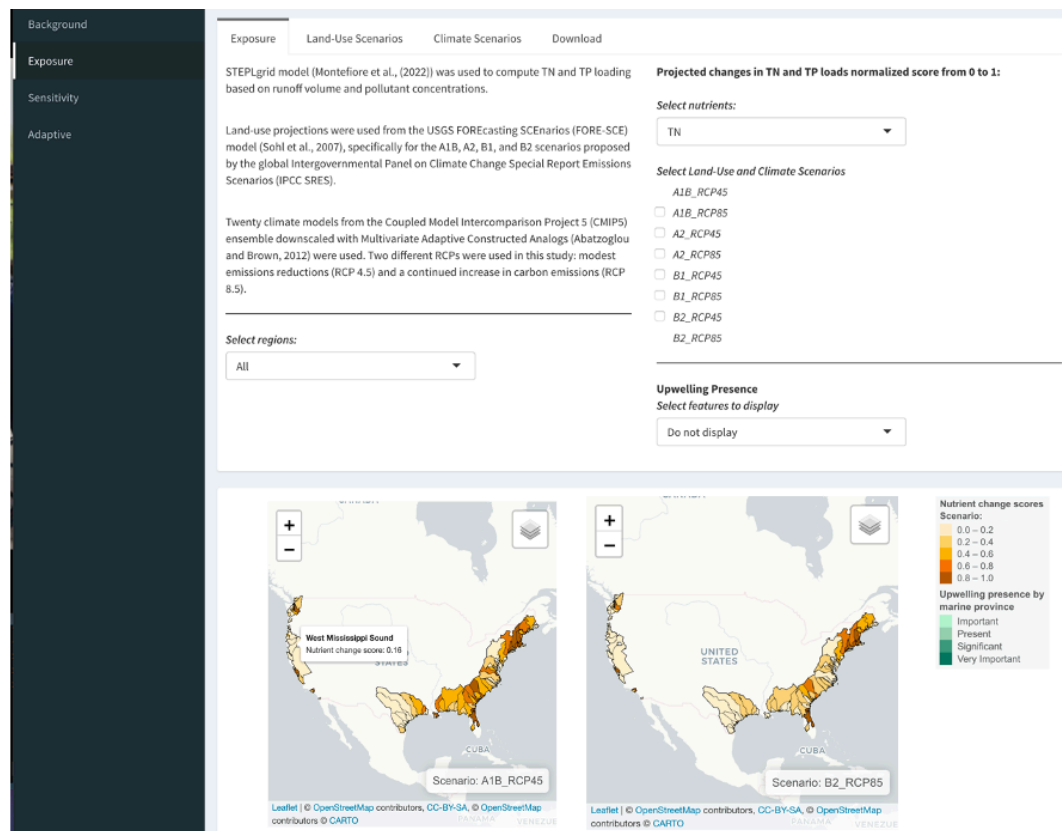 Background
Exposure
Sensitivity
Adaptive
Exposure
Land-Use Scenarios
Climate Scenarios
Download
STEPLgrid model (Montefiore et al., (2022)) was used to compute TN and TP loading
based on runoff volume and pollutant concentrations.
Land-use projections were used from the USGS FOREcasting SCEnarios (FORE-SCE)
model (Sohl et al., 2007), specifically for the A1B, A2, B1, and B2 scenarios proposed
by the global Intergovernmental Panel on Climate Change Special Report Emissions
Scenarios (IPCC SRES).
Twenty climate models from the Coupled Model Intercomparison Project 5 (CMIP5)
ensemble downscaled with Multivariate Adaptive Constructed Analogs (Abatzoglou
and Brown, 2012) were used. Two different RCPs were used in this study: modest
emissions reductions (RCP 4.5) and a continued increase in carbon emissions (RCP
8.5).
Select regions:
All
Projected changes in TN and TP loads normalized score from 0 to 1:
Select nutrients:
TN
Select Land-Use and Climate Scenarios
A1B_RCP45
A1B_RCP85
A2_RCP45
A2_RCP85
B1_RCP45
B1_RCP85
B2_RCP45
B2_RCP85
Upwelling Presence
Select features to display
Do not display
+
−
West Mississippi Sound
Nutrient change score: 0.16
STATES
CUBA
Scenario: A1B_RCP45
Leaflet | © OpenStreetMap contributors, CC-BY-SA, © OpenStreetMap
contributors © CARTO
+
−
UNITED
STATES
CUBA
Scenario: B2_RCP85
PANAMA
VENEZUE
Leaflet | © OpenStreetMap contributors, CC-BY-SA, © OpenStreetMap
contributors © CARTO
Nutrient change scores
Scenario:
0.0 – 0.2
0.2 – 0.4
0.4 – 0.6
0.6 – 0.8
0.8 – 1.0
Upwelling presence by
marine province
Important
Present
Significant
Very Important